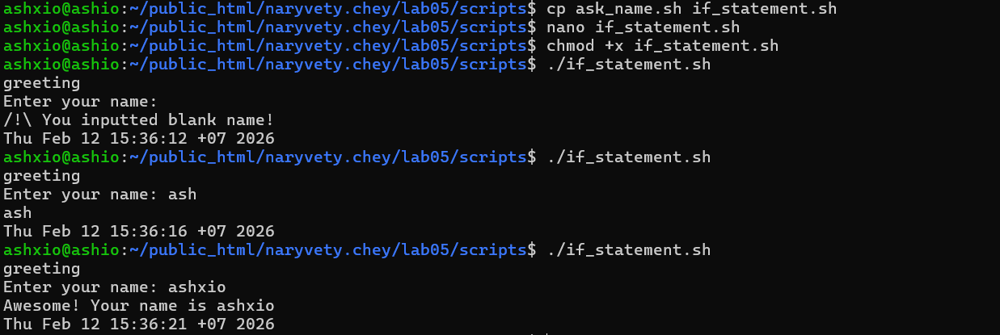 ashxio@ashio:~/public_html/naryvety.chey/lab05/scripts$ cp ask_name.sh if_statement.sh
ashxio@ashio:~/public_html/naryvety.chey/lab05/scripts$ nano if_statement.sh
ashxio@ashio:~/public_html/naryvety.chey/lab05/scripts$ chmod +x if_statement.sh
ashxio@ashio:~/public_html/naryvety.chey/lab05/scripts$ ./if_statement.sh
greeting
Enter your name:
/!\ You inputted blank name!
Thu Feb 12 15:36:12 +07 2026
ashxio@ashio:~/public_html/naryvety.chey/lab05/scripts$ ./if_statement.sh
greeting
Enter your name: ash
ash
Thu Feb 12 15:36:16 +07 2026
ashxio@ashio:~/public_html/naryvety.chey/lab05/scripts$ ./if_statement.sh
greeting
Enter your name: ashxio
Awesome! Your name is ashxio
Thu Feb 12 15:36:21 +07 2026